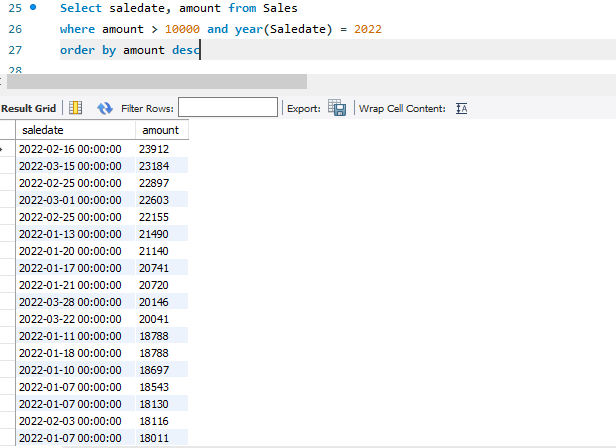 25 Select saledate, amount from Sales
26 where amount > 10000 and year(Saledate) = 2022
27 order by amount desc
28
Result Grid Filter Rows: Export: Wrap Cell Content: IA
saledate amount
2022-02-16 00:00:00 23912
2022-03-15 00:00:00 23184
2022-02-25 00:00:00 22897
2022-03-01 00:00:00 22603
2022-02-25 00:00:00 22155
2022-01-13 00:00:00 21490
2022-01-20 00:00:00 21140
2022-01-17 00:00:00 20741
2022-01-21 00:00:00 20720
2022-03-28 00:00:00 20146
2022-03-22 00:00:00 20041
2022-01-11 00:00:00 18788
2022-01-18 00:00:00 18788
2022-01-10 00:00:00 18697
2022-01-07 00:00:00 18543
2022-01-07 00:00:00 18130
2022-02-03 00:00:00 18116
2022-01-07 00:00:00 18011